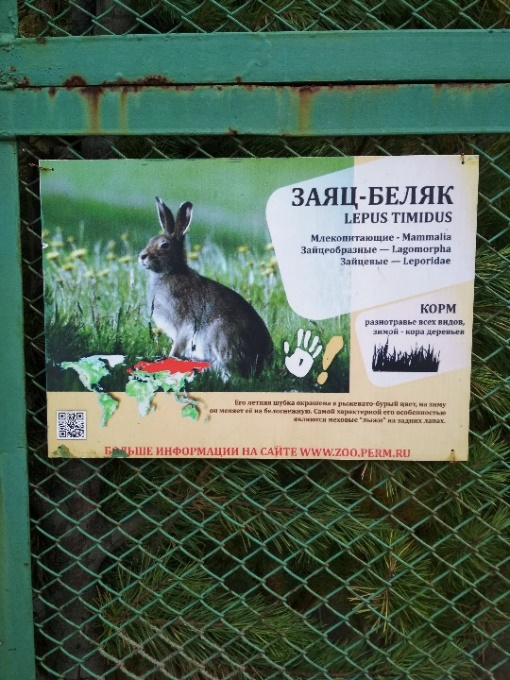 ЗАЯЦ-БЕЛЯК
LEPUS TIMIDUS
Млекопитающие - Mammalia
Зайцеобразные — Lagomorpha
Зайцевые — Leporidae
КОРМ
разнотравье всех видов,
зимой - кора деревьев
Его летняя шубка окрашена в рыжевато-бурый цвет, на зиму
он меняет её на белоснежную. Самой характерной его особенностью
являются меховые "лыжи" на задних лапах.
БОЛЬШЕ ИНФОРМАЦИИ НА САЙТЕ WWW.ZOO.PERM.RU